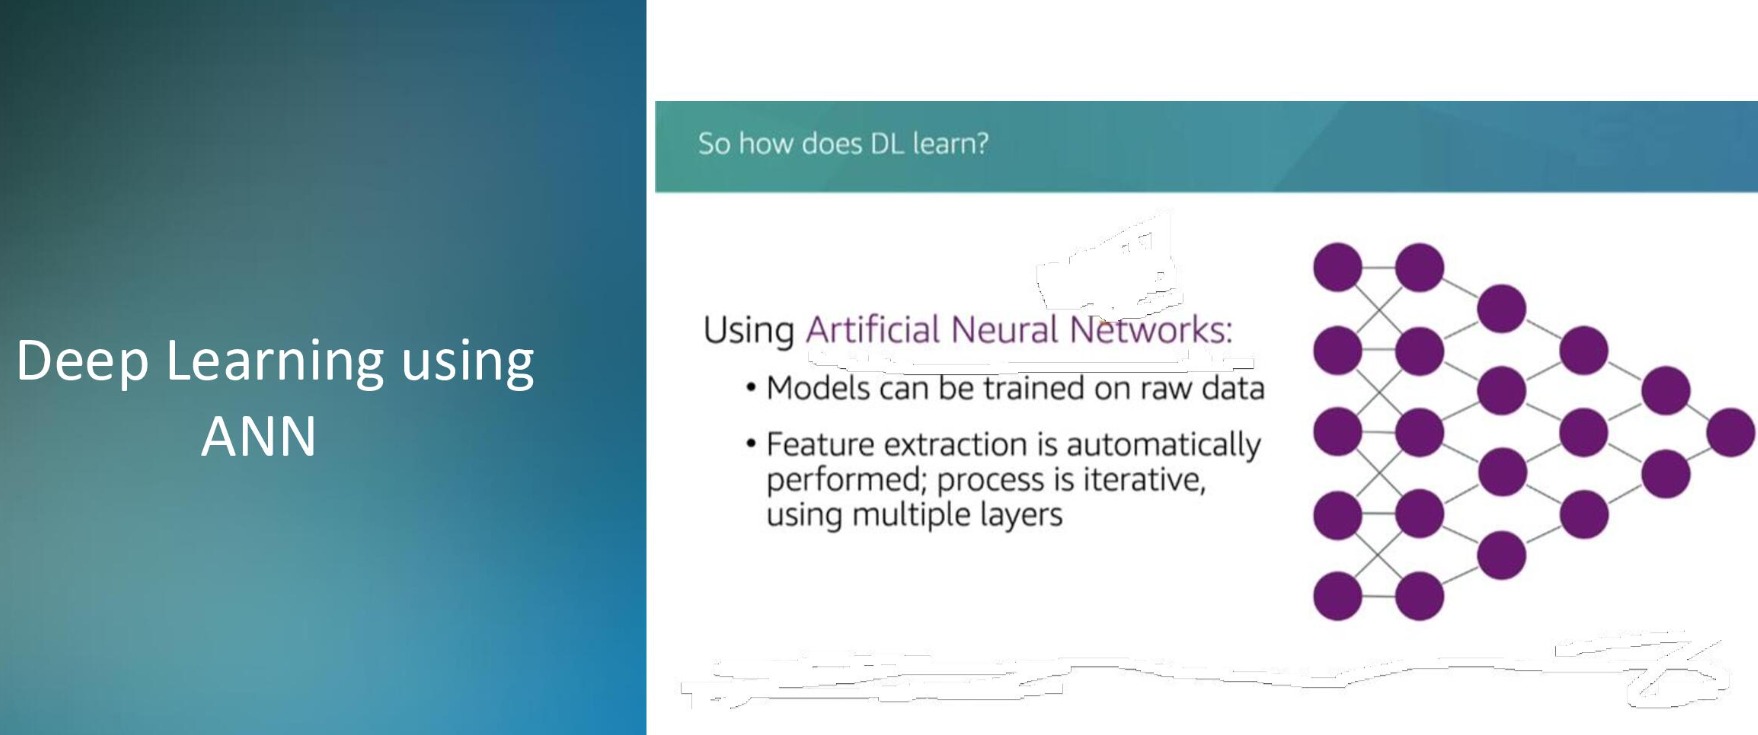 Deep Learning using
ANN
So how does DL learn?
Using Artificial Neural Networks:
• Models can be trained on raw data
• Feature extraction is automatically
performed; process is iterative,
using multiple layers